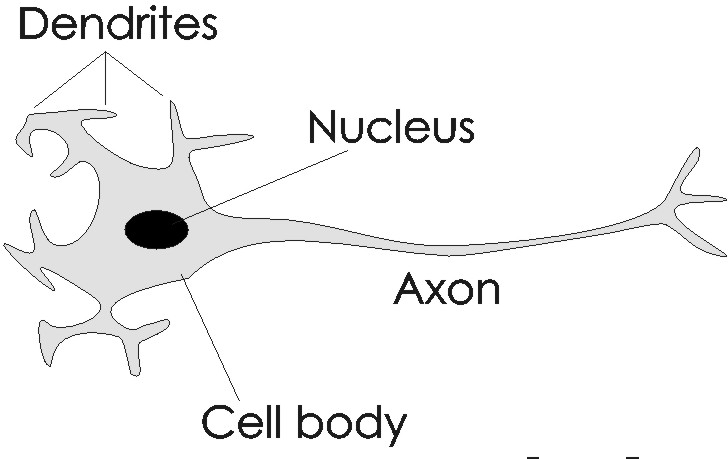 Dendrites
Nucleus
Axon
Cell body